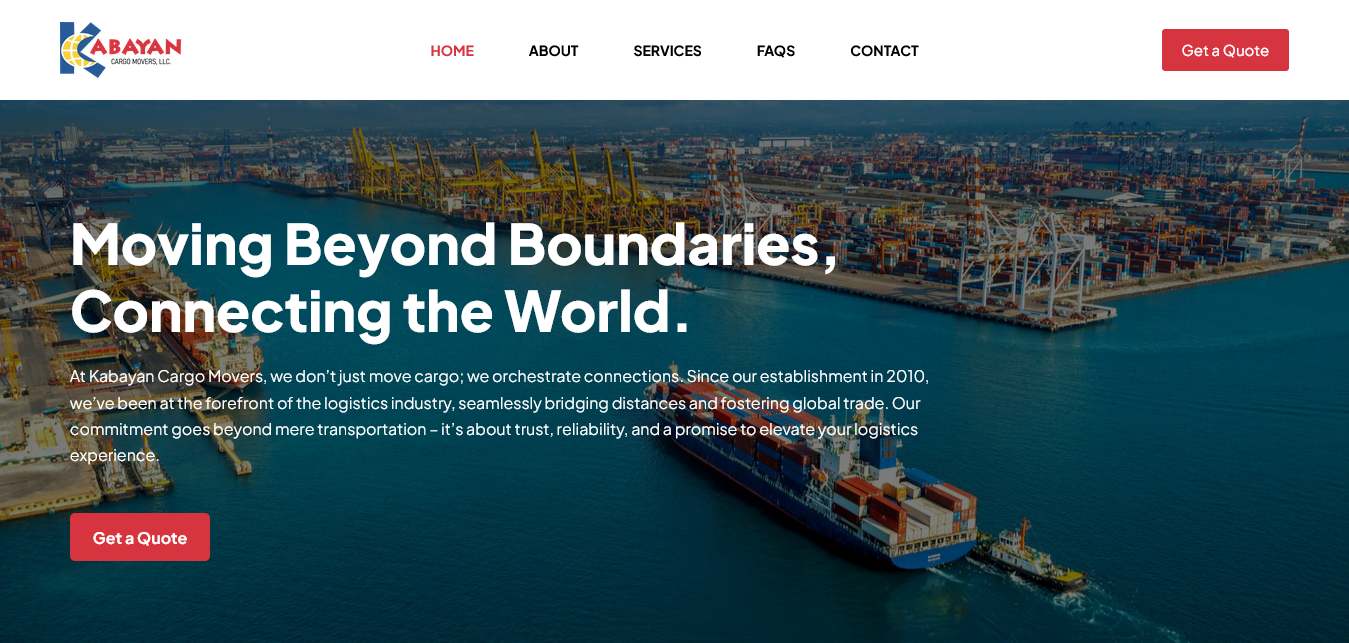 KABAYAN
CARGO MOVERS, LLC.
HOME
ABOUT
SERVICES
FAQS
CONTACT
Get a Quote
Moving Beyond Boundaries,
Connecting the World.
At Kabayan Cargo Movers, we don’t just move cargo; we orchestrate connections. Since our establishment in 2010,
we’ve been at the forefront of the logistics industry, seamlessly bridging distances and fostering global trade. Our
commitment goes beyond mere transportation – it’s about trust, reliability, and a promise to elevate your logistics
experience.
Get a Quote